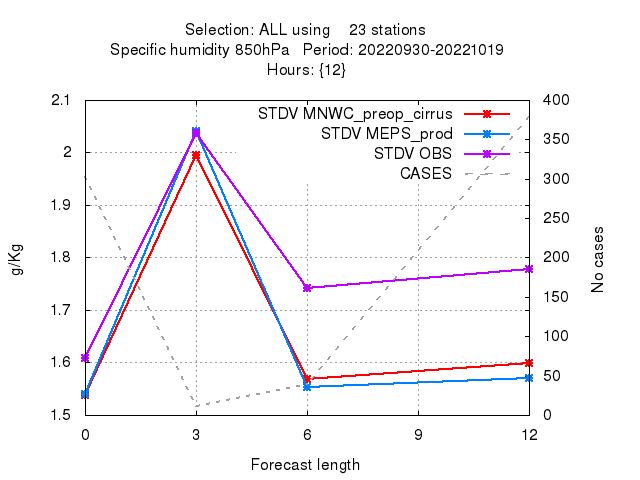 Selection: ALL using    23 stations
Specific humidity 850hPa   Period: 20220930-20221019
Hours: {12}
2.1
2
1.9
1.8
1.7
1.6
1.5
g/Kg
STDV MNWC_preop_cirrus
STDV MEPS_prod
STDV OBS
CASES
400
350
300
250
200
150
100
50
0
No cases
0 3 6 9 12
Forecast length